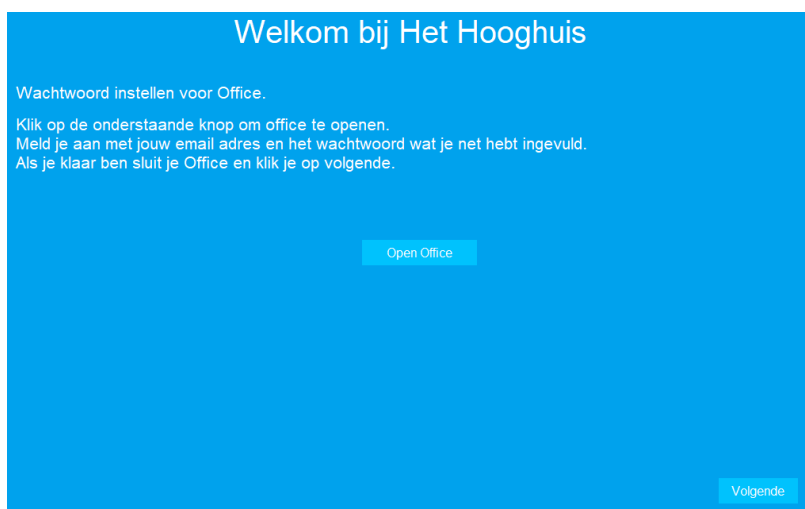 Welkom bij Het Hooghuis
Wachtwoord instellen voor Office.
Klik op de onderstaande knop om office te openen.
Meld je aan met jouw email adres en het wachtwoord wat je net hebt ingevuld.
Als je klaar ben sluit je Office en klik je op volgende.
Open Office
Volgende